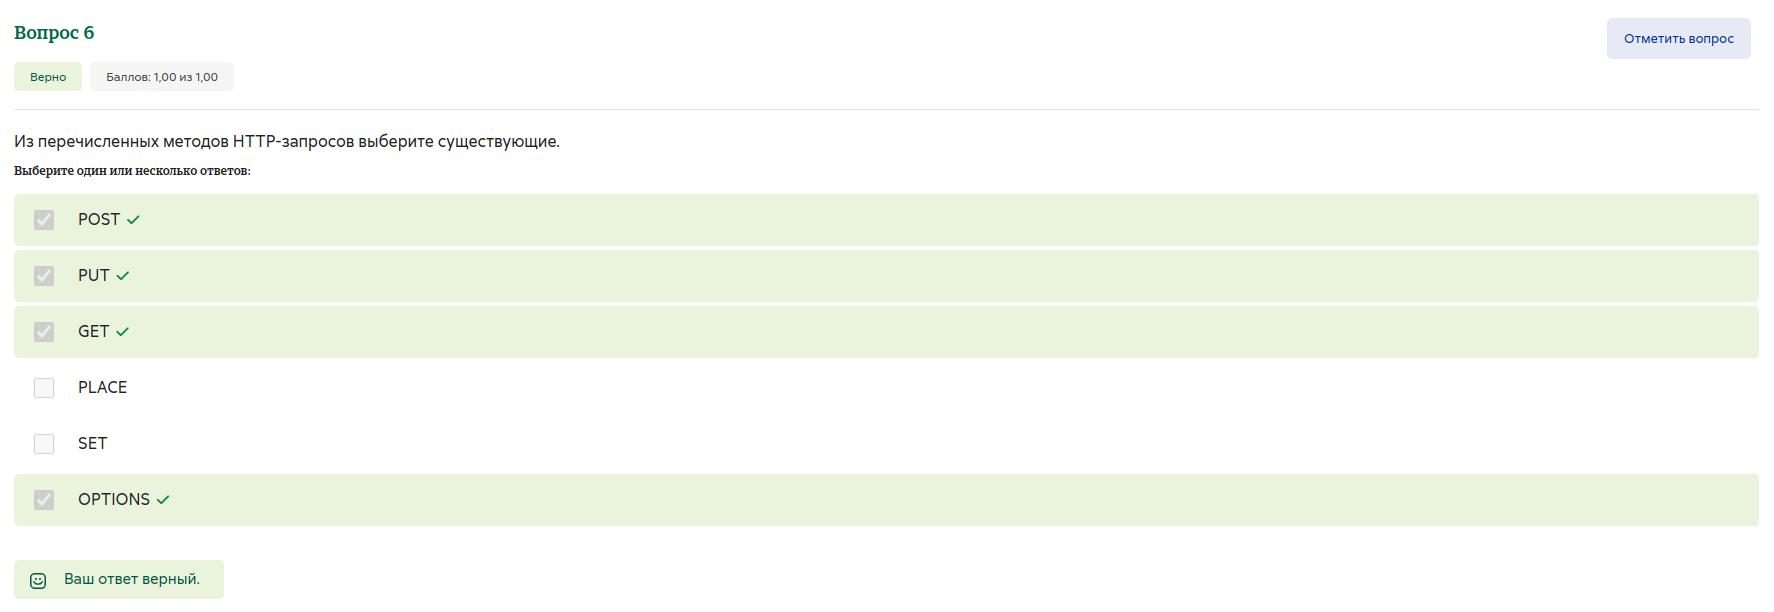 Вопрос 6
Отметить вопрос
Верно
Баллов: 1,00 из 1,00
Из перечисленных методов HTTP-запросов выберите существующие.
Выберите один или несколько ответов:
POST
PUT
GET
PLACE
SET
OPTIONS
Ваш ответ верный.